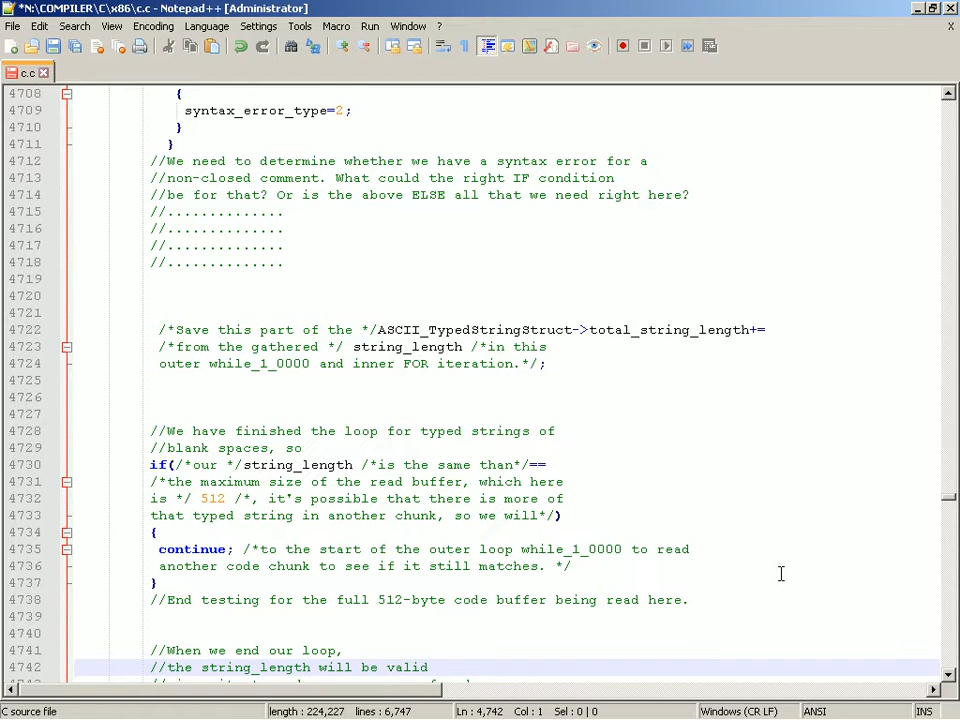 *N:\COMPILER\C\x86\c.c - Notepad++ [Administrator]
File Edit Search View Encoding Language Settings Tools Macro Run Window ? X
c.c
4708 {
4709 syntax_error_type=2;
4710 }
4711 }
4712 //We need to determine whether we have a syntax error for a
4713 //non-closed comment. What could the right IF condition
4714 //be for that? Or is the above ELSE all that we need right here?
4715 //..............
4716 //..............
4717 //..............
4718 //..............
4719
4720
4721
4722 /*Save this part of the */ASCII_TypedStringStruct->total_string_length+=
4723 /*from the gathered */ string_length /*in this
4724 outer while_1_0000 and inner FOR iteration.*/;
4725
4726
4727
4728 //We have finished the loop for typed strings of
4729 //blank spaces, so
4730 if(/*our */string_length /*is the same than*/==
4731 /*the maximum size of the read buffer, which here
4732 is */ 512 /*, it's possible that there is more of
4733 that typed string in another chunk, so we will*/)
4734 {
4735 continue; /*to the start of the outer loop while_1_0000 to read
4736 another code chunk to see if it still matches. */
4737 }
4738 //End testing for the full 512-byte code buffer being read here.
4739
4740
4741 //When we end our loop,
4742 //the string_length will be valid
C source file length : 224,227 lines : 6,747 Ln : 4,742 Col : 1 Sel : 0 | 0 Windows (CR LF) ANSI INS